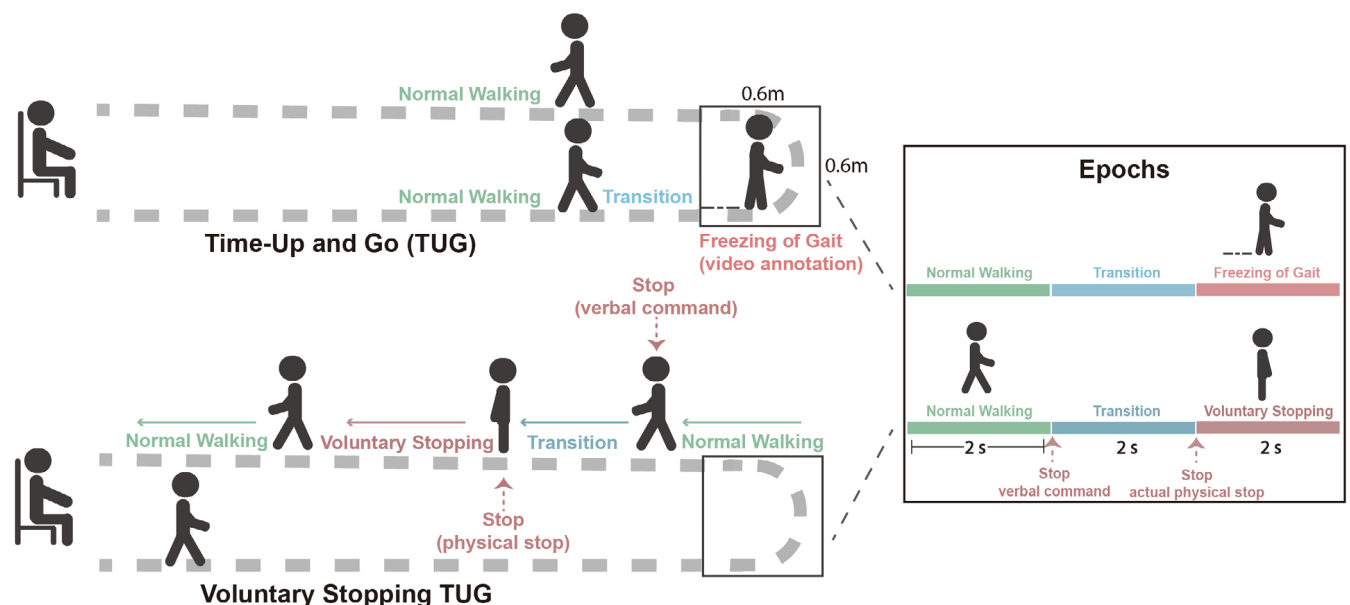 0.6m
Normal Walking
0.6m
Normal Walking
Transition
Time-Up and Go (TUG)
Freezing of Gait
(video annotation)
Stop
(verbal command)
Normal Walking
Voluntary Stopping
Transition
Normal Walking
Stop
(physical stop)
Voluntary Stopping TUG
Epochs
Normal Walking
Transition
Freezing of Gait
Normal Walking
Transition
Voluntary Stopping
2 s
2 s
2 s
Stop
verbal command
Stop
actual physical stop